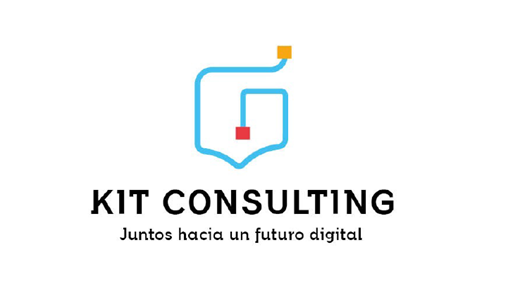 KIT CONSULTING
Juntos hacia un futuro digital